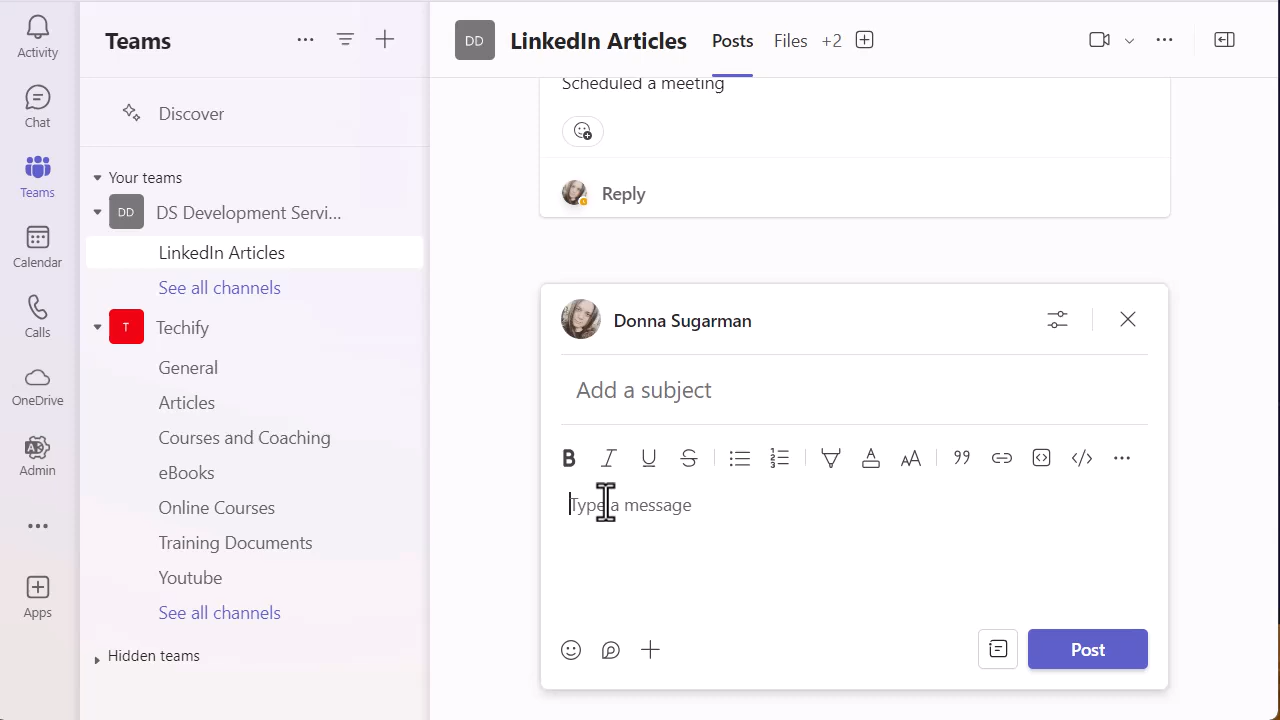 Activity
Chat
Teams
Calendar
Calls
OneDrive
Admin
Apps
Teams
Discover
Your teams
DD DS Development Servi...
LinkedIn Articles
See all channels
T Techify
General
Articles
Courses and Coaching
eBooks
Online Courses
Training Documents
Youtube
See all channels
Hidden teams
DD LinkedIn Articles Posts Files +2
Scheduled a meeting
Reply
Donna Sugarman
Add a subject
Type a message
Post